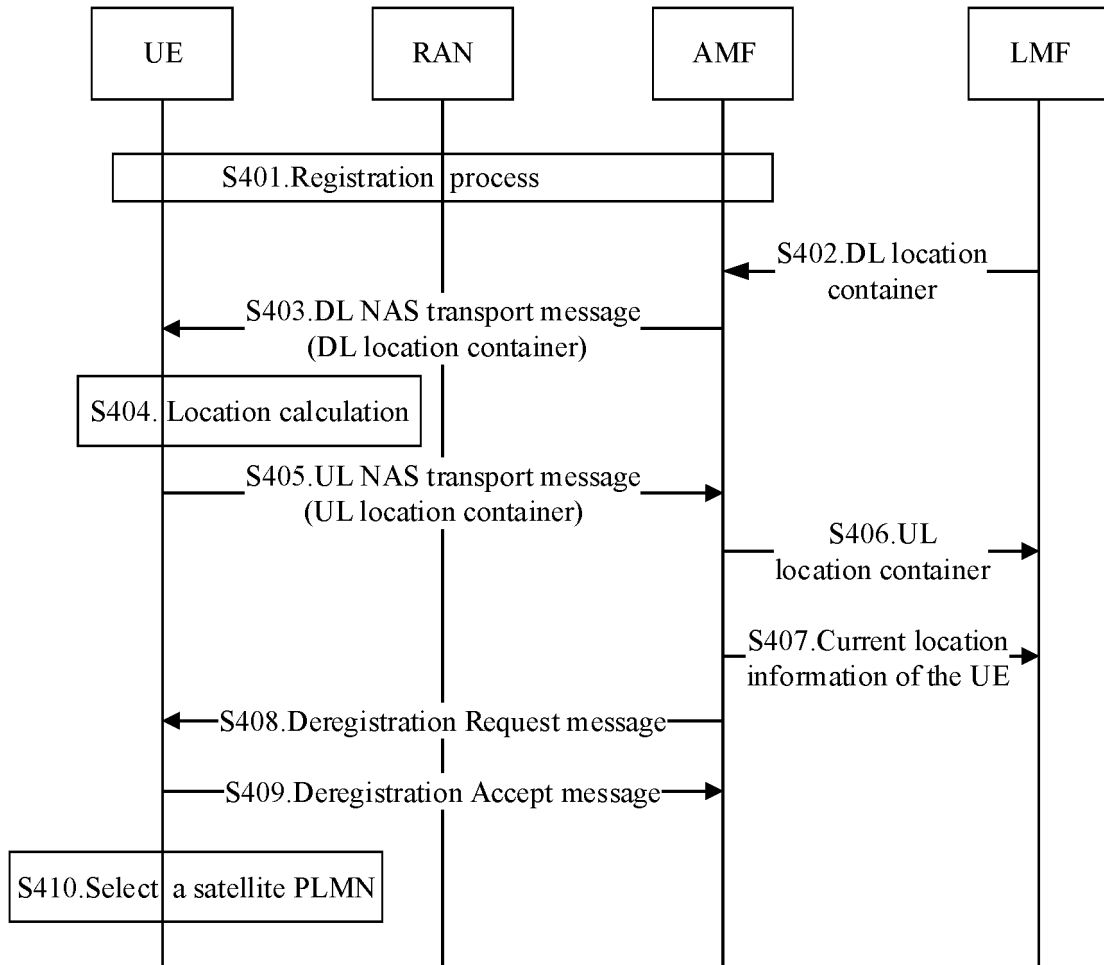 UE
RAN
AMF
LMF
S401.Registration process
S402.DL location
container
S403.DL NAS transport message
(DL location container)
S404. Location calculation
S405.UL NAS transport message
(UL location container)
S406.UL
location container
S407.Current location
information of the UE
S408.Deregistration Request message
S409.Deregistration Accept message
S410.Select a satellite PLMN